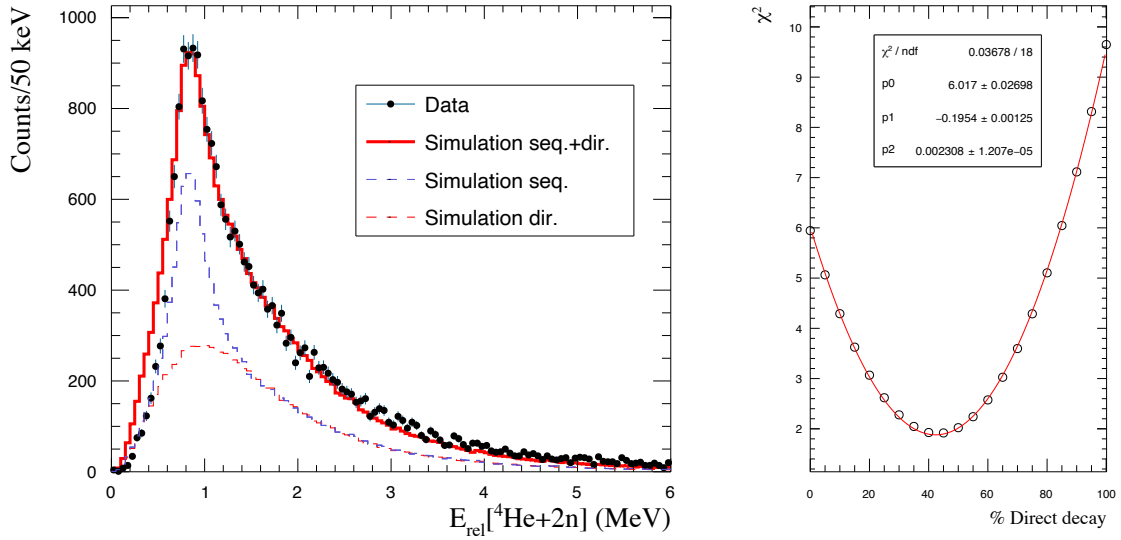 Counts/50 keV
1000
800
600
400
200
0
0 1 2 3 4 5 6
E_rel[⁴He+2n] (MeV)
Data
Simulation seq.+dir.
Simulation seq.
Simulation dir.
χ²
10
9
8
7
6
5
4
3
2
0 20 40 60 80 100
% Direct decay
χ² / ndf 0.03678 / 18
p0 6.017 ± 0.02698
p1 −0.1954 ± 0.00125
p2 0.002308 ± 1.207e−05